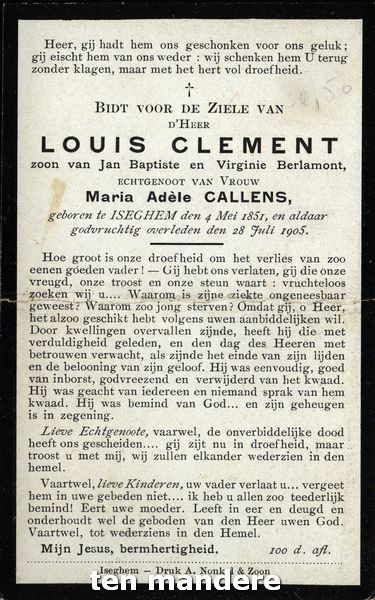 Heer, gij hadt hem ons geschonken voor ons geluk;
gij eischt hem van ons weder : wij schenken hem U terug
zonder klagen, maar met het hert vol droefheid.
†
BIDT VOOR DE ZIELE VAN
D'HEER
LOUIS CLEMENT
zoon van Jan Baptiste en Virginie Berlamont,
ECHTGENOOT VAN VROUW
Maria Adèle CALLENS,
geboren te ISEGHEM den 4 Mei 1851, en aldaar
godvruchtig overleden den 28 Juli 1905.
Hoe groot is onze droefheid om het verlies van zoo
eenen goeden vader! — Gij hebt ons verlaten, gij die onze
vreugd, onze troost en onze steun waart : vruchteloos
zoeken wij u.... Waarom is zijne ziekte ongeneesbaar
geweest? Waarom zoo jong sterven? Omdat gij, o Heer,
het alzoo geschikt hebt volgens uwen aanbiddelijken wil.
Door kwellingen overvallen zijnde, heeft hij die met
verduldigheid geleden, en den dag des Heeren met
betrouwen verwacht, als zijnde het einde van zijn lijden
en de belooning van zijn geloof. Hij was eenvoudig, goed
van inborst, godvreezend en verwijderd van het kwaad.
Hij was geacht van iedereen en niemand sprak van hem
kwaad. Hij was bemind van God... en zijn geheugen
is in zegening.
Lieve Echtgenoote, vaarwel, de onverbiddelijke dood
heeft ons gescheiden.... gij zijt nu in droefheid, maar
troost u met mij, wij zullen elkander wederzien in den
hemel.
Vaartwel, lieve Kinderen, uw vader verlaat u... vergeet
hem in uwe gebeden niet.... ik heb u allen zoo teederlijk
bemind! Eert uwe moeder. Leeft in eer en deugd en
onderhoudt wel de geboden van den Heer uwen God.
Vaartwel, tot wederziens in den Hemel.
Mijn Jesus, bermhertigheid. 100 d. afl.
Iseghem — Druk A. Nonkel & Zoon
ten mandere